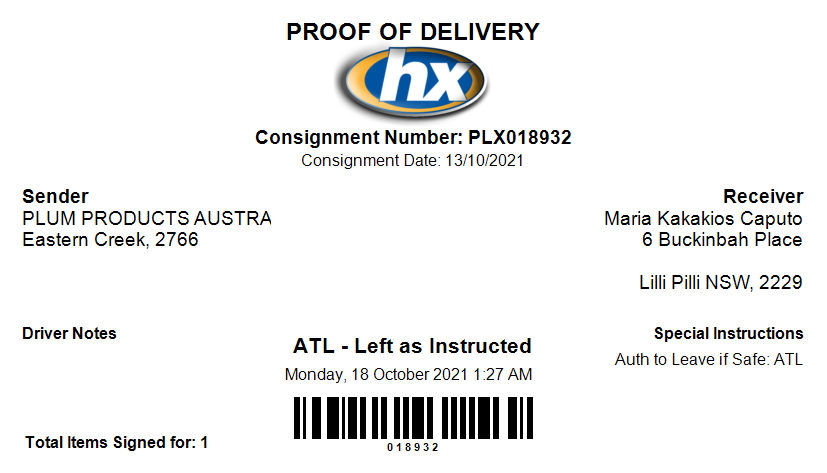 PROOF OF DELIVERY
hx
Consignment Number: PLX018932
Consignment Date: 13/10/2021
Sender
PLUM PRODUCTS AUSTRA
Eastern Creek, 2766
Receiver
Maria Kakakios Caputo
6 Buckinbah Place
Lilli Pilli NSW, 2229
Driver Notes
ATL - Left as Instructed
Monday, 18 October 2021 1:27 AM
Special Instructions
Auth to Leave if Safe: ATL
018932
Total Items Signed for: 1